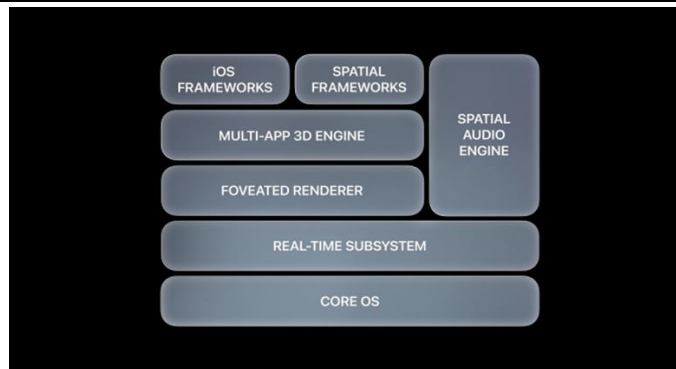 iOS
FRAMEWORKS
SPATIAL
FRAMEWORKS
SPATIAL
AUDIO
ENGINE
MULTI-APP 3D ENGINE
FOVEATED RENDERER
REAL-TIME SUBSYSTEM
CORE OS